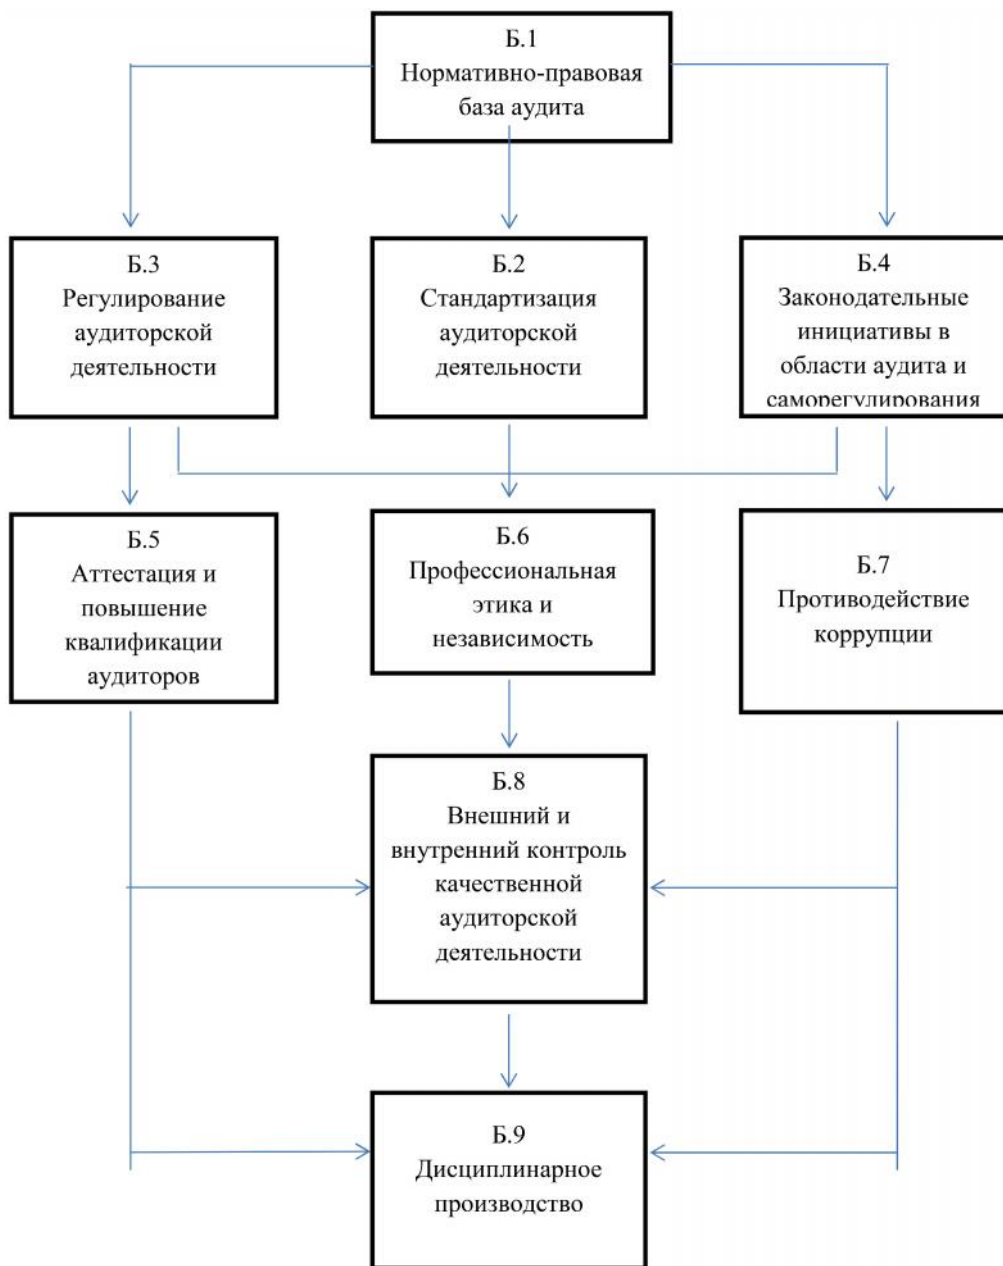 Б.1
Нормативно-правовая
база аудита
Б.3
Регулирование
аудиторской
деятельности
Б.2
Стандартизация
аудиторской
деятельности
Б.4
Законодательные
инициативы в
области аудита и
саморегулирования
Б.5
Аттестация и
повышение
квалификации
аудиторов
Б.6
Профессиональная
этика и
независимость
Б.7
Противодействие
коррупции
Б.8
Внешний и
внутренний контроль
качественной
аудиторской
деятельности
Б.9
Дисциплинарное
производство